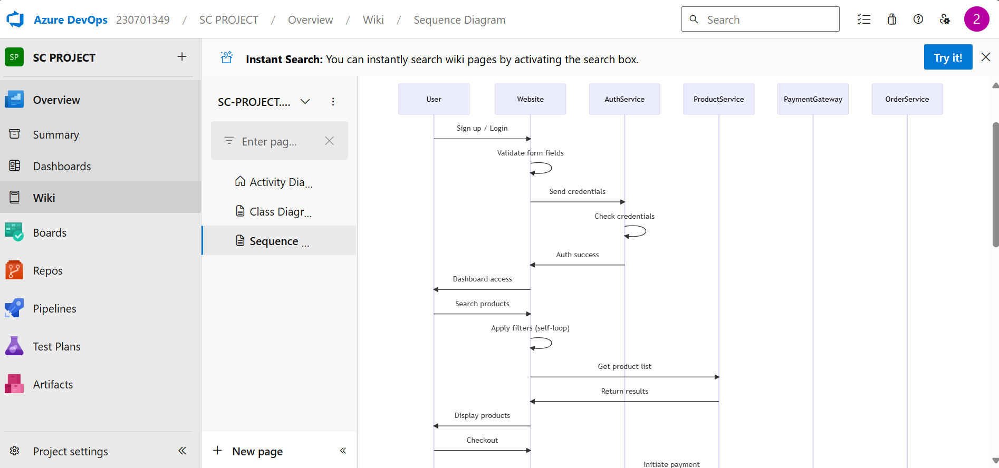 Azure DevOps 230701349 / SC PROJECT / Overview / Wiki / Sequence Diagram
Search
2
SP SC PROJECT
Overview
Summary
Dashboards
Wiki
Boards
Repos
Pipelines
Test Plans
Artifacts
Project settings
Instant Search: You can instantly search wiki pages by activating the search box.
Try it!
SC-PROJECT....
Enter pag...
Activity Dia...
Class Diagr...
Sequence ...
New page
User
Website
AuthService
ProductService
PaymentGateway
OrderService
Sign up / Login
Validate form fields
Send credentials
Check credentials
Auth success
Dashboard access
Search products
Apply filters (self-loop)
Get product list
Return results
Display products
Checkout
Initiate payment